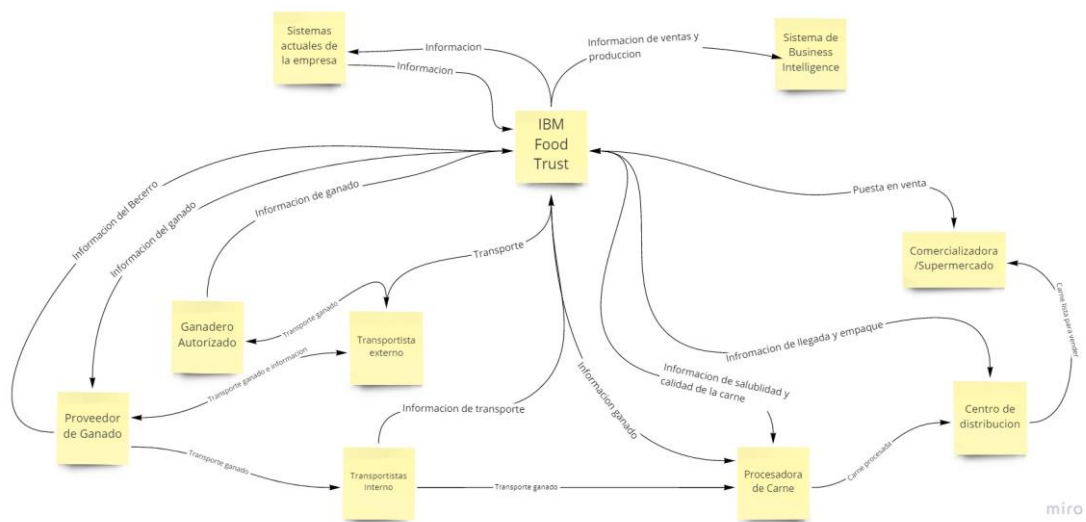 Sistemas
actuales de
la empresa
Informacion
Informacion
Informacion de ventas y
produccion
Sistema de
Business
Intelligence
IBM
Food
Trust
Informacion del Becerro
Informacion del ganado
Informacion de ganado
Puesta en venta
Comercializadora
/Supermercado
Transporte
Ganadero
Autorizado
Transporte ganado
Transportista
externo
Carne lista para vender
Transporte ganado e informacion
Infromacion de llegada y empaque
Informacion de salublidad y
calidad de la carne
Informacion de transporte
Informacion ganado
Proveedor
de Ganado
Centro de
distribucion
Transporte ganado
Transportistas
Interno
Transporte ganado
Procesadora
de Carne
Carne procesada
miro